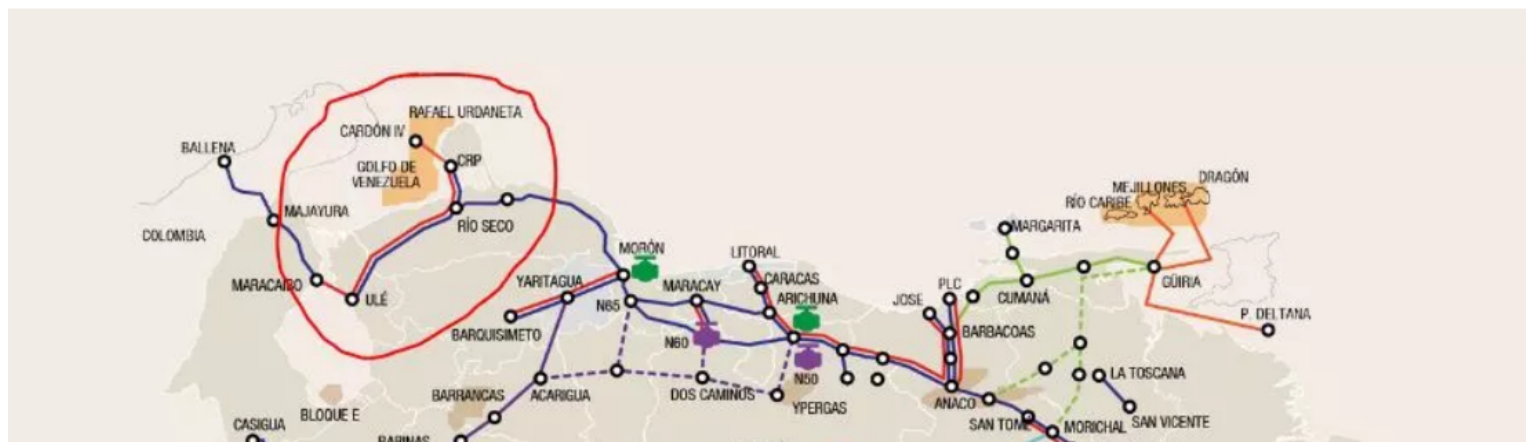 RAFAEL URDANETA
CARDÓN IV
BALLENA
CRP
GOLFO DE
VENEZUELA
DRAGÓN
MEJILLONES
RÍO CARIBE
MAJAYURA
COLOMBIA
RÍO SECO
MARGARITA
MORÓN
LITORAL
MARACAIBO
ULÉ
YARITAGUA
MARACAY
CARACAS
ARICHUNA
CUMANÁ
GÜIRIA
JOSE
PLC
N65
P. DELTANA
BARQUISIMETO
BARBACOAS
N60
N50
LA TOSCANA
BARRANCAS
ACARIGUA
DOS CAMINOS
YPERGAS
ANACO
BLOQUE E
SAN VICENTE
CASIGUA
SAN TOMÉ
MORICHAL
BARINAS